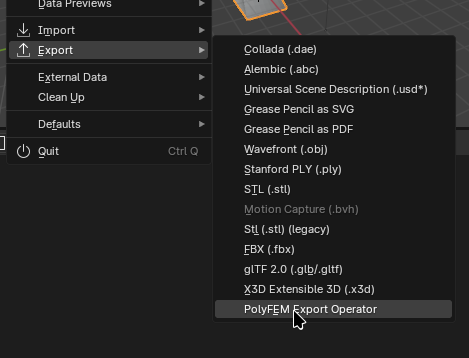 Data Previews
Import
Export
External Data
Clean Up
Defaults
Quit Ctrl Q
Collada (.dae)
Alembic (.abc)
Universal Scene Description (.usd*)
Grease Pencil as SVG
Grease Pencil as PDF
Wavefront (.obj)
Stanford PLY (.ply)
STL (.stl)
Motion Capture (.bvh)
Stl (.stl) (legacy)
FBX (.fbx)
glTF 2.0 (.glb/.gltf)
X3D Extensible 3D (.x3d)
PolyFEM Export Operator